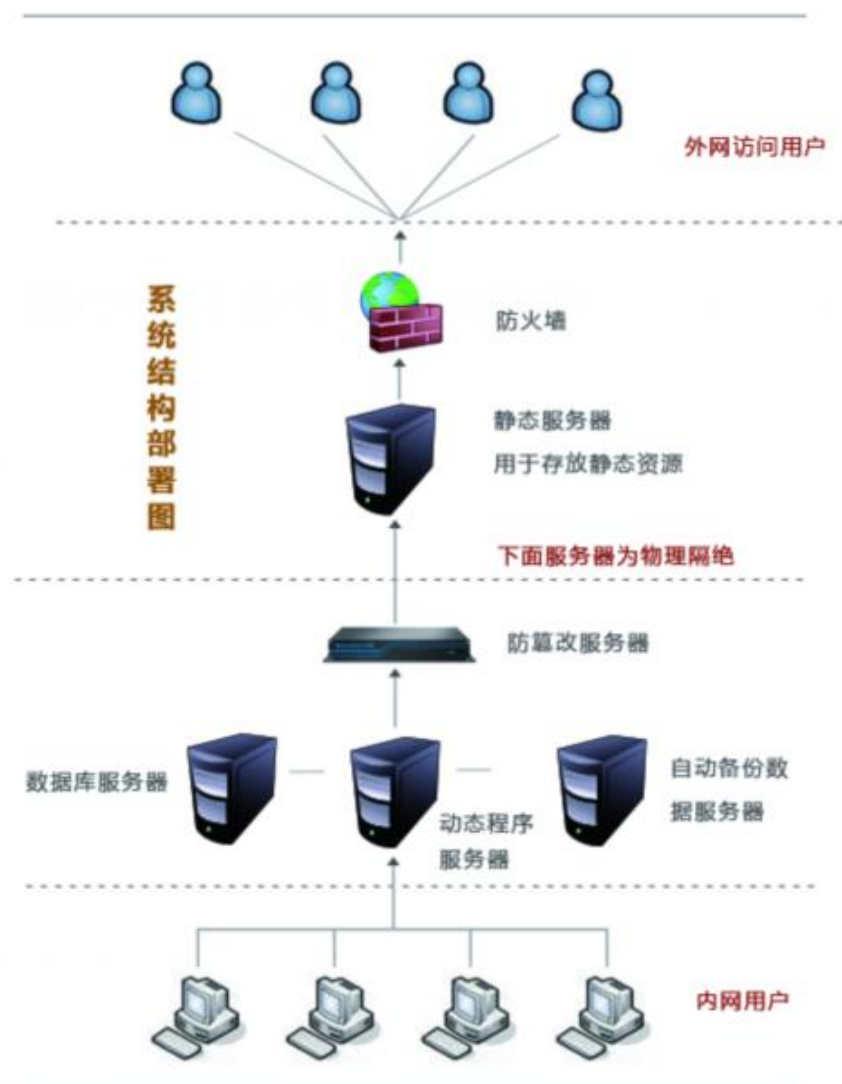 外网访问用户
系统结构部署图
防火墙
静态服务器
用于存放静态资源
下面服务器为物理隔绝
防篡改服务器
数据库服务器
动态程序
服务器
自动备份数
据服务器
内网用户